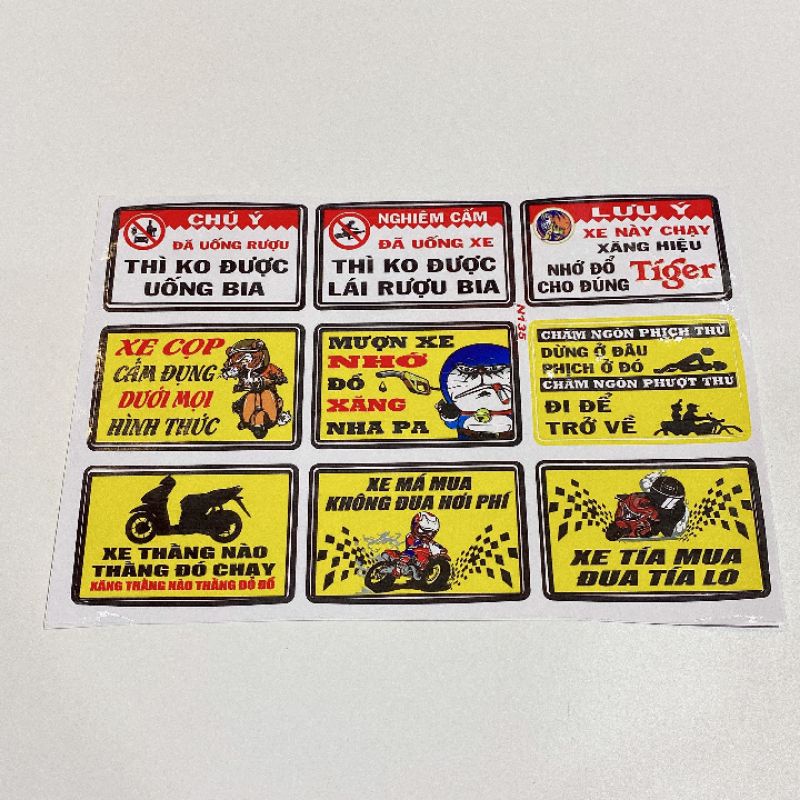 CHÚ Ý
ĐÃ UỐNG RƯỢU
THÌ KO ĐƯỢC
UỐNG BIA
NGHIÊM CẤM
ĐÃ UỐNG XE
THÌ KO ĐƯỢC
LÁI RƯỢU BIA
LƯU Ý
XE NÀY CHẠY
XĂNG HIỆU
NHỚ ĐỔ
CHO ĐÚNG
Tiger
N135
XE CỌP
CẤM ĐỤNG
DƯỚI MỌI
HÌNH THỨC
MƯỢN XE
NHỚ
ĐỔ
XĂNG
NHA PA
CHÂM NGÔN PHỊCH THỦ
DỪNG Ở ĐÂU
PHỊCH Ở ĐÓ
CHÂM NGÔN PHƯỢT THỦ
ĐI ĐỂ
TRỞ VỀ
XE THẰNG NÀO
THẰNG ĐÓ CHẠY
XĂNG THẰNG NÀO THẰNG ĐÓ ĐỔ
XE MÁ MUA
KHÔNG ĐUA HƠI PHÍ
XE TÍA MUA
ĐUA TÍA LO